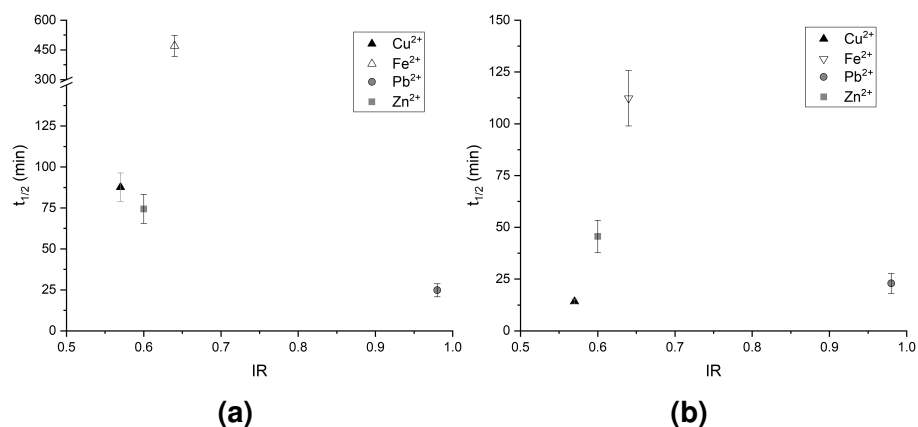 600
450
300
125
100
75
50
25
0
t1/2 (min)
0.5 0.6 0.7 0.8 0.9 1.0
IR
Cu2+
Fe2+
Pb2+
Zn2+
(a)
150
125
100
75
50
25
0
t1/2 (min)
0.5 0.6 0.7 0.8 0.9 1.0
IR
Cu2+
Fe2+
Pb2+
Zn2+
(b)